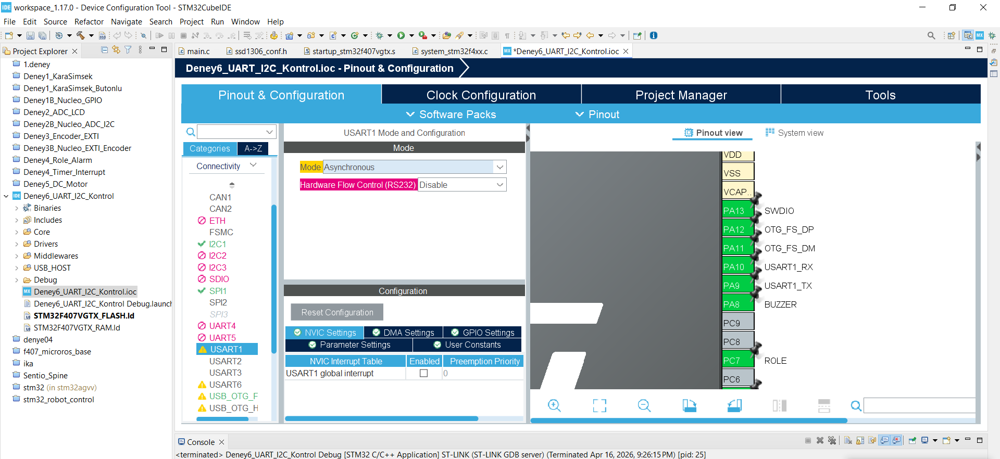 workspace_1.17.0 - Device Configuration Tool - STM32CubeIDE
File Edit Source Refactor Navigate Search Project Run Window Help
Project Explorer
main.c ssd1306_conf.h startup_stm32f407vgtx.s system_stm32f4xx.c *Deney6_UART_I2C_Kontrol.ioc
1.deney
Deney1_KaraSimsek
Deney1_KaraSimsek_Butonlu
Deney1B_Nucleo_GPIO
Deney2_ADC_LCD
Deney2B_Nucleo_ADC_I2C
Deney3_Encoder_EXTI
Deney3B_Nucleo_EXTI_Encoder
Deney4_Role_Alarm
Deney4_Timer_Interrupt
Deney5_DC_Motor
IDE Deney6_UART_I2C_Kontrol
Binaries
Includes
Core
Drivers
Middlewares
USB_HOST
Debug
MX Deney6_UART_I2C_Kontrol.ioc
Deney6_UART_I2C_Kontrol Debug.launch
STM32F407VGTX_FLASH.ld
STM32F407VGTX_RAM.ld
denye04
f407_microros_base
ika
Sentio_Spine
stm32 (in stm32agvv)
stm32_robot_control
Deney6_UART_I2C_Kontrol.ioc - Pinout & Configuration
Pinout & Configuration Clock Configuration Project Manager Tools
Software Packs Pinout
Categories A->Z
Connectivity
CAN1
CAN2
ETH
FSMC
I2C1
I2C2
I2C3
SDIO
SPI1
SPI2
SPI3
UART4
UART5
USART1
USART2
USART3
USART6
USB_OTG_F
USB_OTG_H
USART1 Mode and Configuration
Mode
Mode Asynchronous
Hardware Flow Control (RS232) Disable
Configuration
Reset Configuration
NVIC Settings DMA Settings GPIO Settings
Parameter Settings User Constants
NVIC Interrupt Table Enabled Preemption Priority
USART1 global interrupt 0
Pinout view System view
VDD
VSS
VCAP..
PA13 SWDIO
PA12 OTG_FS_DP
PA11 OTG_FS_DM
PA10 USART1_RX
PA9 USART1_TX
PA8 BUZZER
PC9
PC8
PC7 ROLE
PC6
Console
<terminated> Deney6_UART_I2C_Kontrol Debug [STM32 C/C++ Application] ST-LINK (ST-LINK GDB server) (Terminated Apr 16, 2026, 9:26:15 PM) [pid: 25]